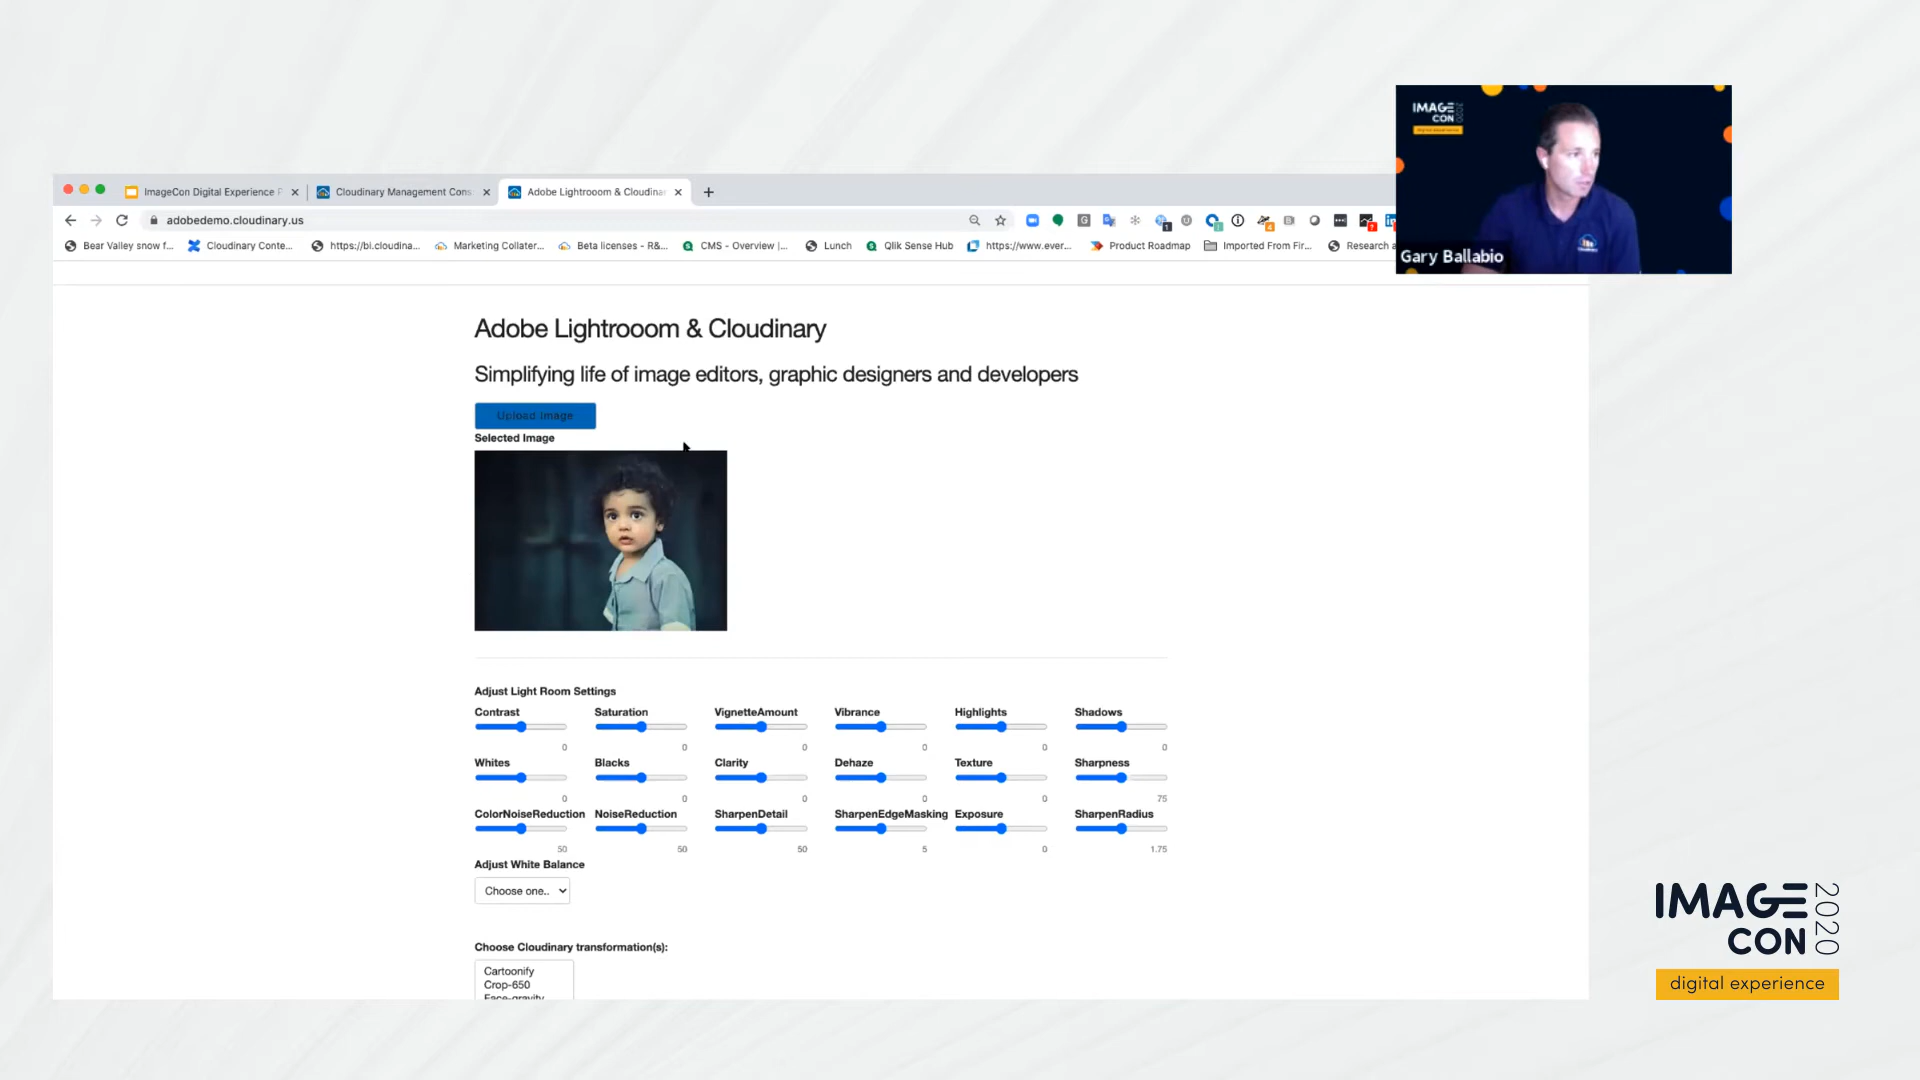 IMAGE
CON
2020
digital experience
Gary Ballabio
ImageCon Digital Experience P
Cloudinary Management Cons
Adobe Lightrooom & Cloudinar
adobedemo.cloudinary.us
Bear Valley snow f...
Cloudinary Conte...
https://bi.cloudina...
Marketing Collater...
Beta licenses - R&...
CMS - Overview |...
Lunch
Qlik Sense Hub
https://www.ever...
Product Roadmap
Imported From Fir...
Research a
Adobe Lightrooom & Cloudinary
Simplifying life of image editors, graphic designers and developers
Upload Image
Selected Image
Adjust Light Room Settings
Contrast Saturation VignetteAmount Vibrance Highlights Shadows
0 0 0 0 0 0
Whites Blacks Clarity Dehaze Texture Sharpness
0 0 0 0 0 75
ColorNoiseReduction NoiseReduction SharpenDetail SharpenEdgeMasking Exposure SharpenRadius
50 50 50 5 0 1.75
Adjust White Balance
Choose one..
Choose Cloudinary transformation(s):
Cartoonify
Crop-650
Face-gravity
IMAGE
CON
2020
digital experience